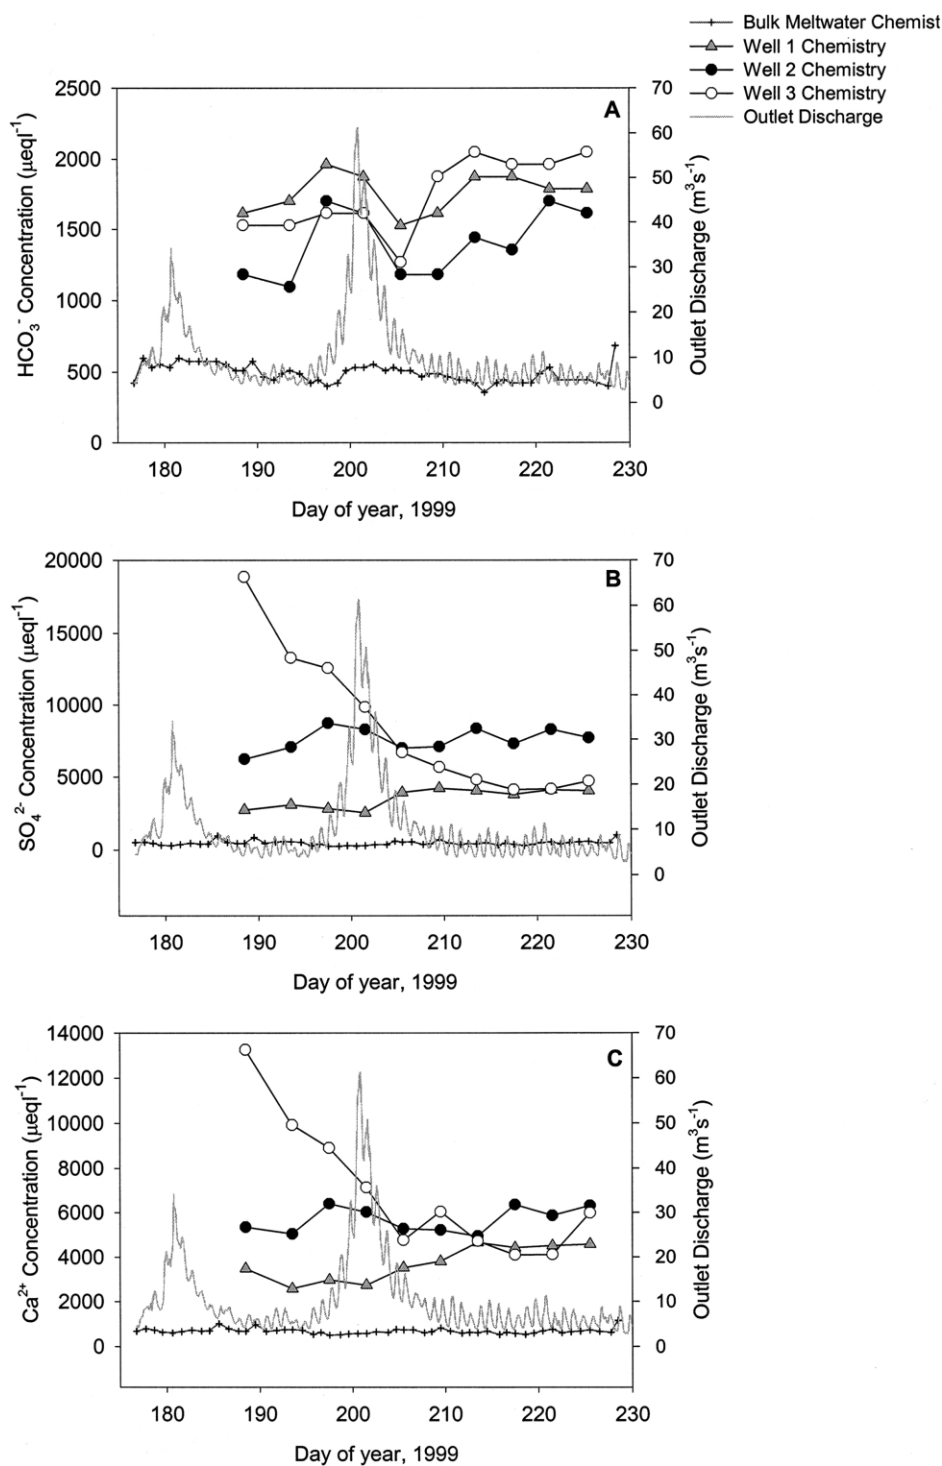 Bulk Meltwater Chemist
Well 1 Chemistry
Well 2 Chemistry
Well 3 Chemistry
Outlet Discharge
A
HCO₃⁻ Concentration (μeql⁻¹)
2500
2000
1500
1000
500
0
70
60
50
40
30
20
10
0
Outlet Discharge (m³s⁻¹)
180 190 200 210 220 230
Day of year, 1999
B
SO₄²⁻ Concentration (μeql⁻¹)
20000
15000
10000
5000
0
70
60
50
40
30
20
10
0
Outlet Discharge (m³s⁻¹)
180 190 200 210 220 230
Day of year, 1999
C
Ca²⁺ Concentration (μeql⁻¹)
14000
12000
10000
8000
6000
4000
2000
0
70
60
50
40
30
20
10
0
Outlet Discharge (m³s⁻¹)
180 190 200 210 220 230
Day of year, 1999